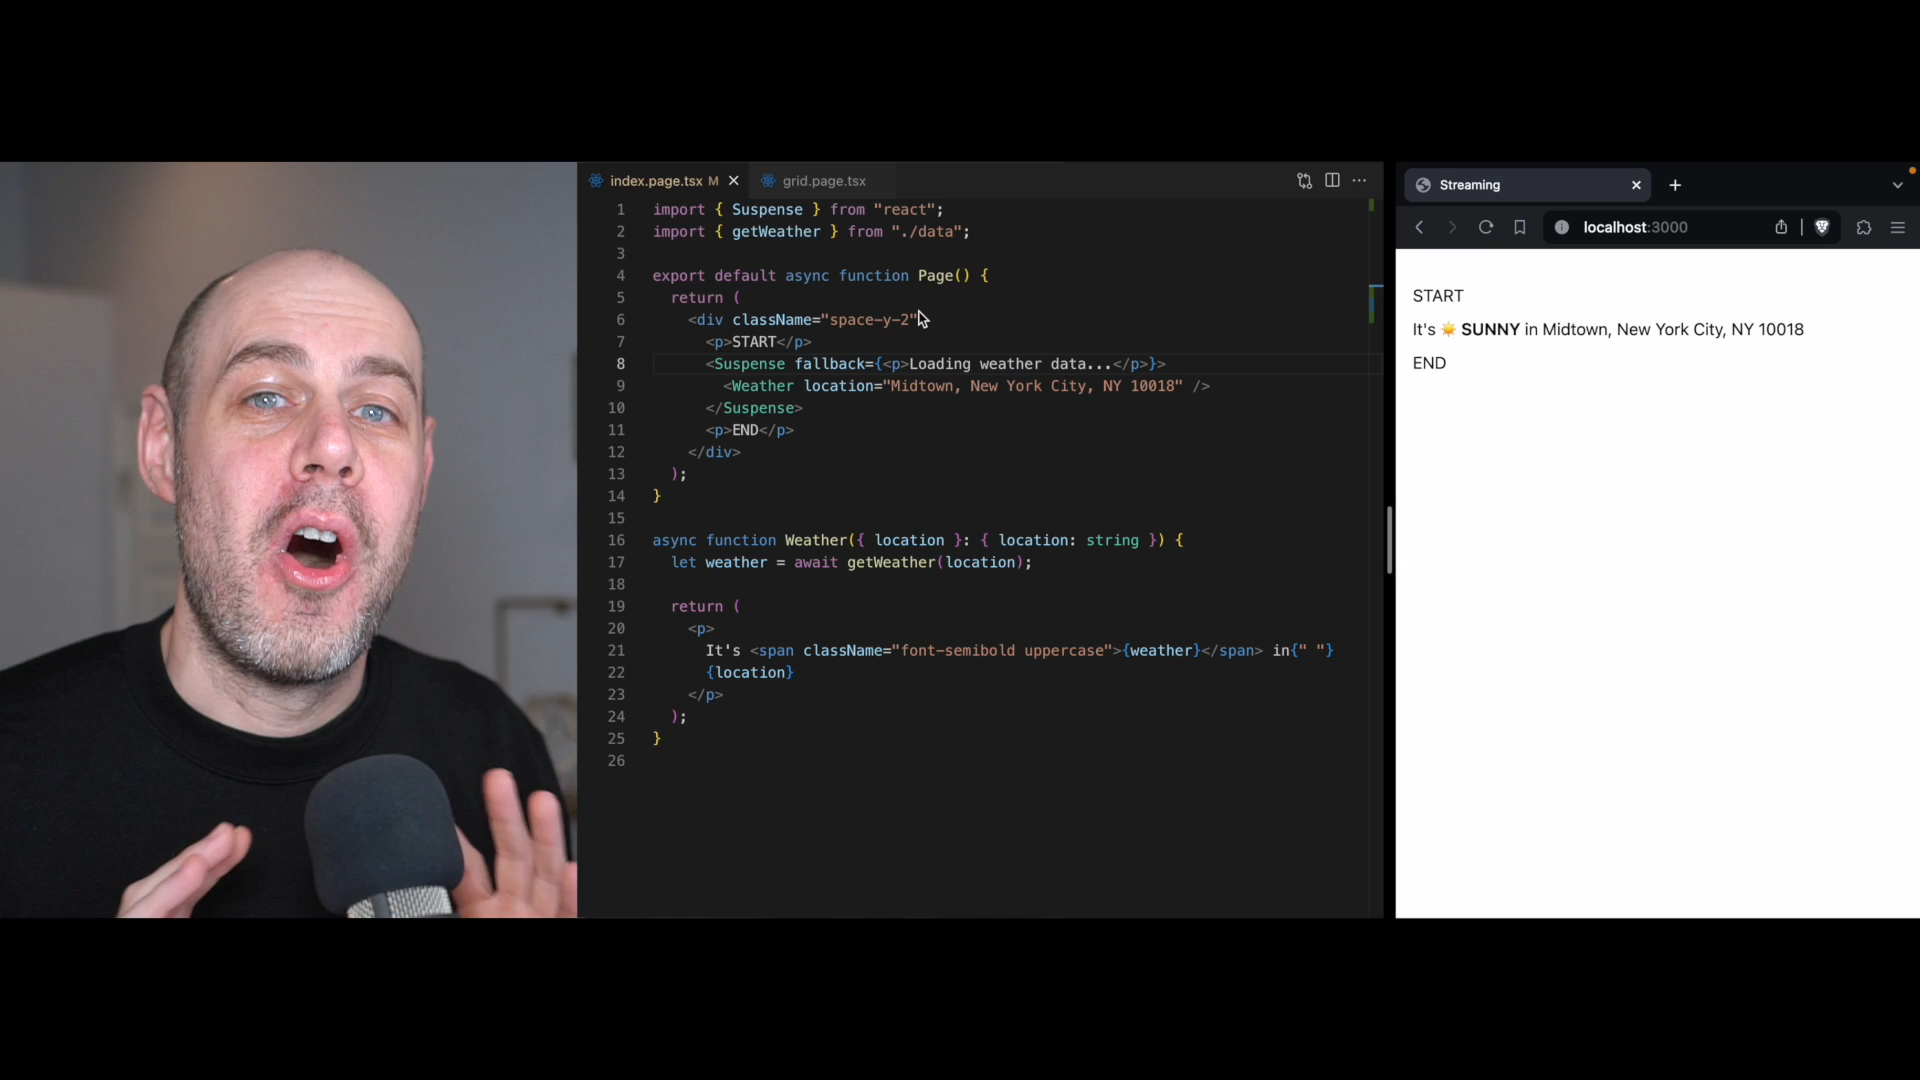 index.page.tsx M
grid.page.tsx
1 import { Suspense } from "react";
2 import { getWeather } from "./data";
3
4 export default async function Page() {
5   return (
6     <div className="space-y-2"
7       <p>START</p>
8       <Suspense fallback={<p>Loading weather data...</p>}>
9         <Weather location="Midtown, New York City, NY 10018" />
10       </Suspense>
11       <p>END</p>
12     </div>
13   );
14 }
15
16 async function Weather({ location }: { location: string }) {
17   let weather = await getWeather(location);
18
19   return (
20     <p>
21       It's <span className="font-semibold uppercase">{weather}</span> in{" "}
22       {location}
23     </p>
24   );
25 }
26
Streaming
localhost:3000
START
It's ☀️ SUNNY in Midtown, New York City, NY 10018
END